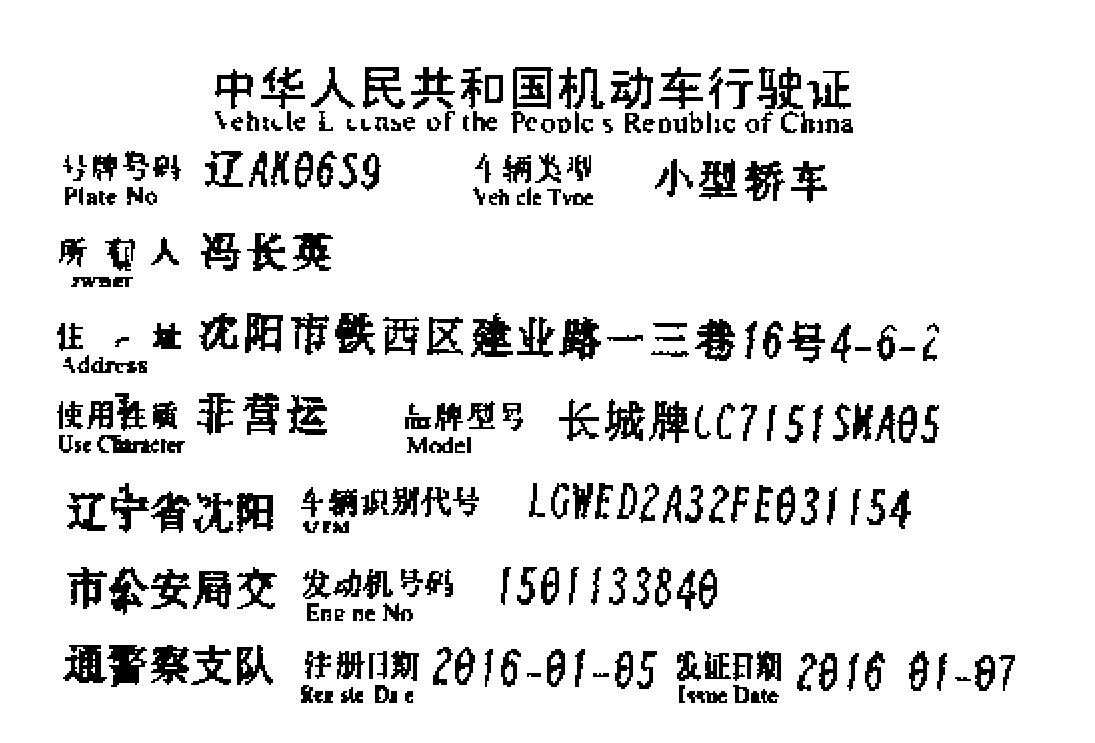 中华人民共和国机动车行驶证
Vehicle License of the People's Republic of China
号牌号码 辽AK06S9 车辆类型 小型轿车
Plate No Vehicle Type
所有人 冯长英
Owner
住址 沈阳市铁西区建业路一三巷16号4-6-2
Address
使用性质 非营运 品牌型号 长城牌CC7151SMA05
Use Character Model
辽宁省沈阳 车辆识别代号 LGWED2A32FE031154
VIN
市公安局交 发动机号码 1501133840
Engine No
通警察支队 注册日期 2016-01-05 发证日期 2016 01-07
Register Date Issue Date